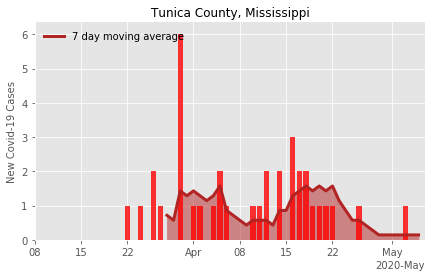 Tunica County, Mississippi
7 day moving average
New Covid-19 Cases
6
5
4
3
2
1
0
08 15 22 Apr 08 15 22 May
2020-May